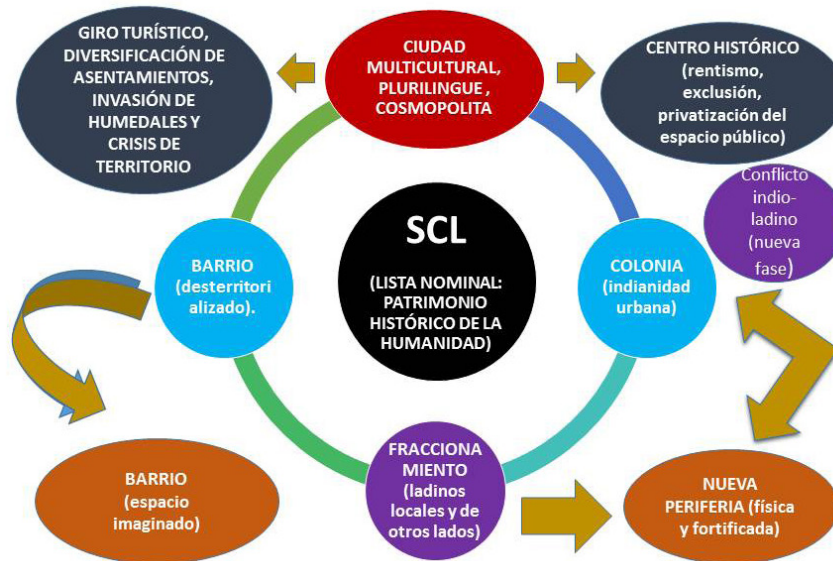 GIRO TURÍSTICO,
DIVERSIFICACIÓN DE
ASENTAMIENTOS,
INVASIÓN DE
HUMEDALES Y
CRISIS DE
TERRITORIO
CIUDAD
MULTICULTURAL,
PLURILINGUE ,
COSMOPOLITA
CENTRO HISTÓRICO
(rentismo,
exclusión,
privatización del
espacio público)
Conflicto
indio-
ladino
(nueva
fase)
BARRIO
(desterritori
alizado).
SCL
(LISTA NOMINAL:
PATRIMONIO
HISTÓRICO DE LA
HUMANIDAD)
COLONIA
(indianidad
urbana)
BARRIO
(espacio
imaginado)
FRACCIONA
MIENTO
(ladinos
locales y de
otros lados)
NUEVA
PERIFERIA (física
y fortificada)